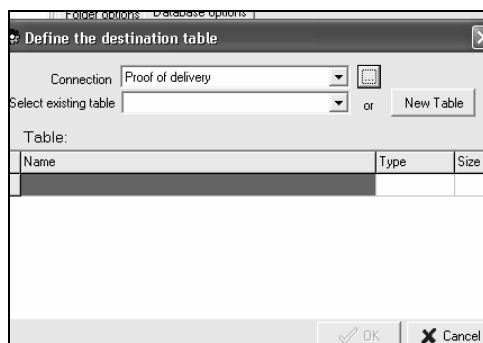 Folder options Database options
Define the destination table
Connection Proof of delivery
Select existing table or New Table
Table:
Name Type Size
OK Cancel